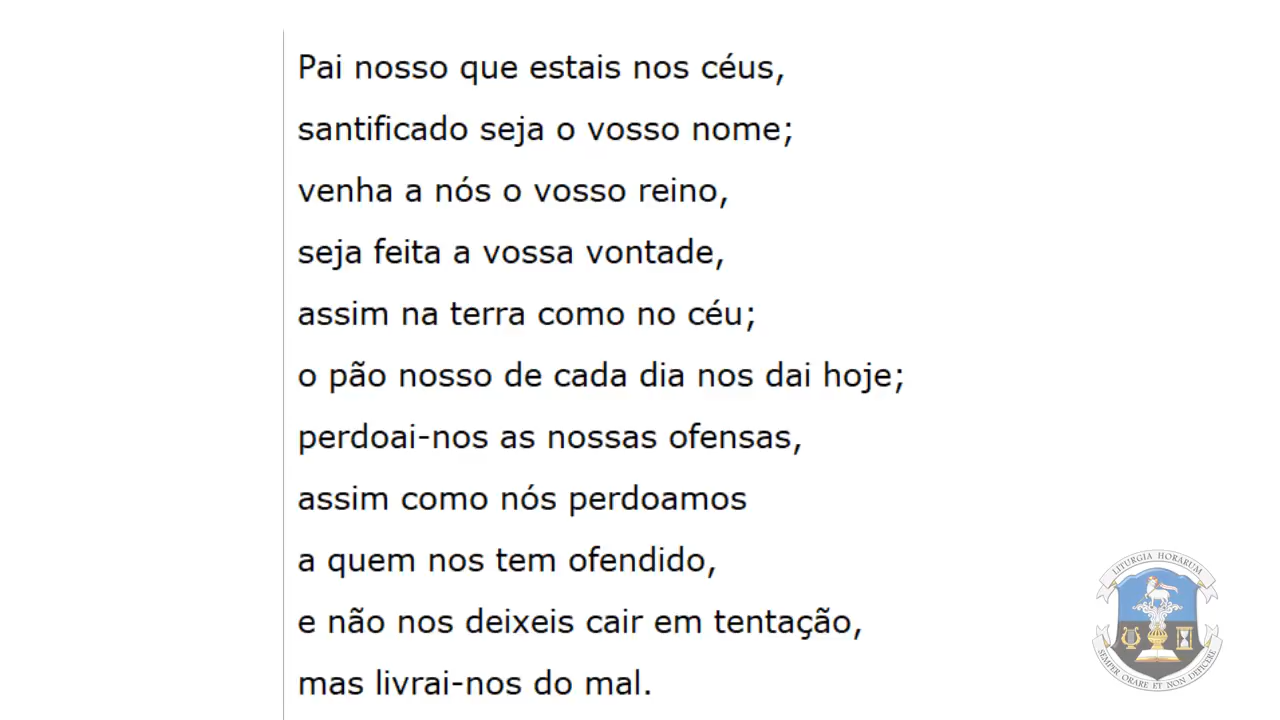 Pai nosso que estais nos céus,
santificado seja o vosso nome;
venha a nós o vosso reino,
seja feita a vossa vontade,
assim na terra como no céu;
o pão nosso de cada dia nos dai hoje;
perdoai-nos as nossas ofensas,
assim como nós perdoamos
a quem nos tem ofendido,
e não nos deixeis cair em tentação,
mas livrai-nos do mal.
LITURGIA HORARUM
SEMPER ORARE ET NON DEFICERE